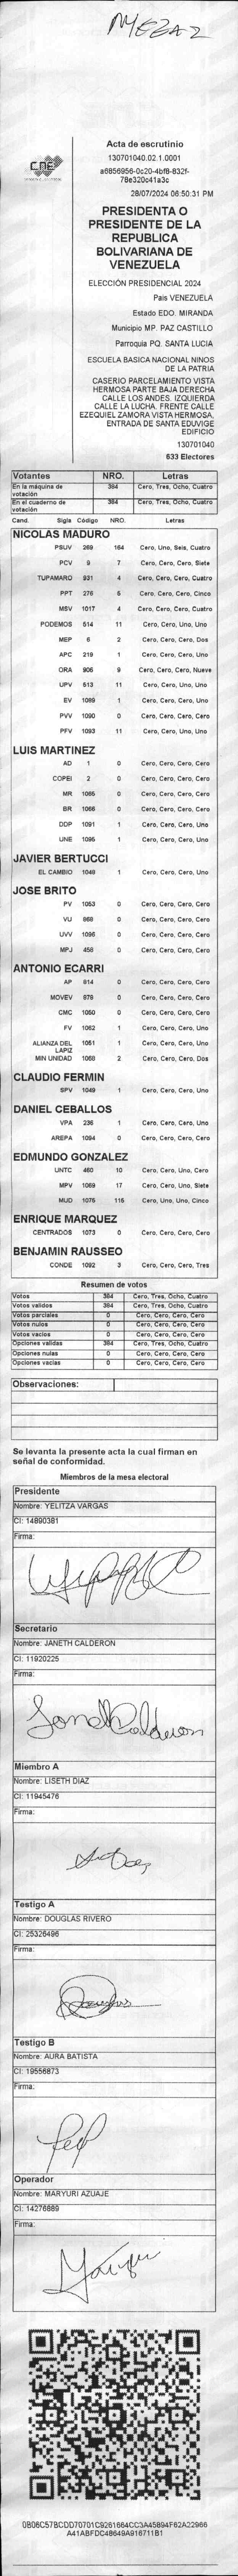 MESA 2
CNE
Acta de escrutinio
130701040.02.1.0001
a6856956-0c20-4bf8-832f-
78e320c41a3c
28/07/2024 06:50:31 PM
PRESIDENTA O
PRESIDENTE DE LA
REPUBLICA
BOLIVARIANA DE
VENEZUELA
ELECCIÓN PRESIDENCIAL 2024
Pais VENEZUELA
Estado EDO. MIRANDA
Municipio MP. PAZ CASTILLO
Parroquia PQ. SANTA LUCIA
ESCUELA BASICA NACIONAL NINOS
DE LA PATRIA
CASERIO PARCELAMIENTO VISTA
HERMOSA PARTE BAJA DERECHA
CALLE LOS ANDES. IZQUIERDA
CALLE LA LUCHA. FRENTE CALLE
EZEQUIEL ZAMORA VISTA HERMOSA.
ENTRADA DE SANTA EDUVIGE
EDIFICIO
130701040
633 Electores
Votantes NRO. Letras
En la máquina de votación 384 Cero, Tres, Ocho, Cuatro
En el cuaderno de votación 384 Cero, Tres, Ocho, Cuatro
Cand. Sigla Código NRO. Letras
NICOLAS MADURO
PSUV 269 164 Cero, Uno, Seis, Cuatro
PCV 9 7 Cero, Cero, Cero, Siete
TUPAMARO 931 4 Cero, Cero, Cero, Cuatro
PPT 276 5 Cero, Cero, Cero, Cinco
MSV 1017 4 Cero, Cero, Cero, Cuatro
PODEMOS 514 11 Cero, Cero, Uno, Uno
MEP 6 2 Cero, Cero, Cero, Dos
APC 219 1 Cero, Cero, Cero, Uno
ORA 906 9 Cero, Cero, Cero, Nueve
UPV 513 11 Cero, Cero, Uno, Uno
EV 1089 1 Cero, Cero, Cero, Uno
PVV 1090 0 Cero, Cero, Cero, Cero
PFV 1093 11 Cero, Cero, Uno, Uno
LUIS MARTINEZ
AD 1 0 Cero, Cero, Cero, Cero
COPEI 2 0 Cero, Cero, Cero, Cero
MR 1065 0 Cero, Cero, Cero, Cero
BR 1066 0 Cero, Cero, Cero, Cero
DDP 1091 1 Cero, Cero, Cero, Uno
UNE 1095 1 Cero, Cero, Cero, Uno
JAVIER BERTUCCI
EL CAMBIO 1048 1 Cero, Cero, Cero, Uno
JOSE BRITO
PV 1053 0 Cero, Cero, Cero, Cero
VU 868 0 Cero, Cero, Cero, Cero
UVV 1096 0 Cero, Cero, Cero, Cero
MPJ 456 0 Cero, Cero, Cero, Cero
ANTONIO ECARRI
AP 814 0 Cero, Cero, Cero, Cero
MOVEV 978 0 Cero, Cero, Cero, Cero
CMC 1050 0 Cero, Cero, Cero, Cero
FV 1062 1 Cero, Cero, Cero, Uno
ALIANZA DEL LAPIZ 1051 1 Cero, Cero, Cero, Uno
MIN UNIDAD 1068 2 Cero, Cero, Cero, Dos
CLAUDIO FERMIN
SPV 1049 1 Cero, Cero, Cero, Uno
DANIEL CEBALLOS
VPA 236 1 Cero, Cero, Cero, Uno
AREPA 1094 0 Cero, Cero, Cero, Cero
EDMUNDO GONZALEZ
UNTC 460 10 Cero, Cero, Uno, Cero
MPV 1069 17 Cero, Cero, Uno, Siete
MUD 1076 115 Cero, Uno, Uno, Cinco
ENRIQUE MARQUEZ
CENTRADOS 1073 0 Cero, Cero, Cero, Cero
BENJAMIN RAUSSEO
CONDE 1092 3 Cero, Cero, Cero, Tres
Resumen de votos
Votos 384 Cero, Tres, Ocho, Cuatro
Votos validos 384 Cero, Tres, Ocho, Cuatro
Votos parciales 0 Cero, Cero, Cero, Cero
Votos nulos 0 Cero, Cero, Cero, Cero
Votos vacios 0 Cero, Cero, Cero, Cero
Opciones validas 384 Cero, Tres, Ocho, Cuatro
Opciones nulas 0 Cero, Cero, Cero, Cero
Opciones vacias 0 Cero, Cero, Cero, Cero
Observaciones:
Se levanta la presente acta la cual firman en
señal de conformidad.
Miembros de la mesa electoral
Presidente
Nombre: YELITZA VARGAS
CI: 14890381
Firma:
Secretario
Nombre: JANETH CALDERON
CI: 11920225
Firma:
Janeth Calderon
Miembro A
Nombre: LISETH DIAZ
CI: 11945476
Firma:
Testigo A
Nombre: DOUGLAS RIVERO
CI: 25326496
Firma:
Douglas
Testigo B
Nombre: AURA BATISTA
CI: 19556873
Firma:
Operador
Nombre: MARYURI AZUAJE
CI: 14276889
Firma:
0B06C57BCDD70701C9261684CC3A45894F62A22966
A41ABFDC48649A916711B1